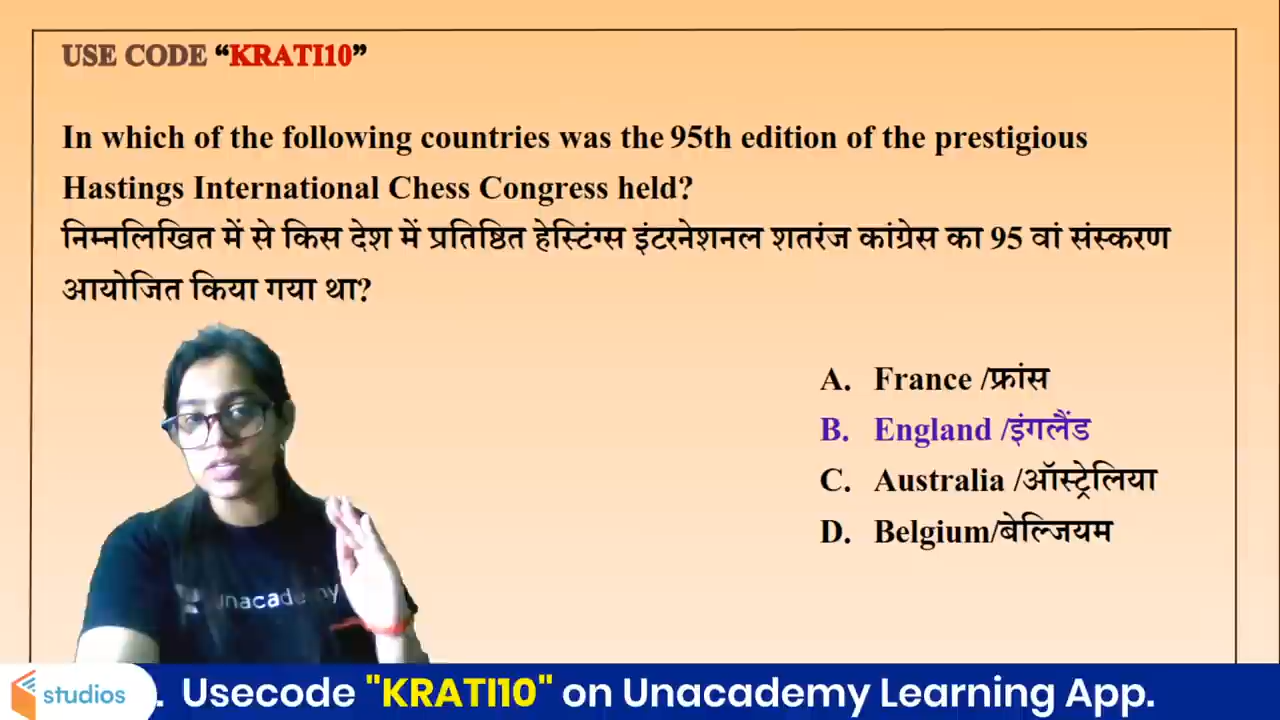 USE CODE “KRATI10”
In which of the following countries was the 95th edition of the prestigious
Hastings International Chess Congress held?
निम्नलिखित में से किस देश में प्रतिष्ठित हेस्टिंग्स इंटरनेशनल शतरंज कांग्रेस का 95 वां संस्करण
आयोजित किया गया था?
A. France /फ्रांस
B. England /इंगलैंड
C. Australia /ऑस्ट्रेलिया
D. Belgium/बेल्जियम
unacademy
studios
. Usecode "KRATI10" on Unacademy Learning App.